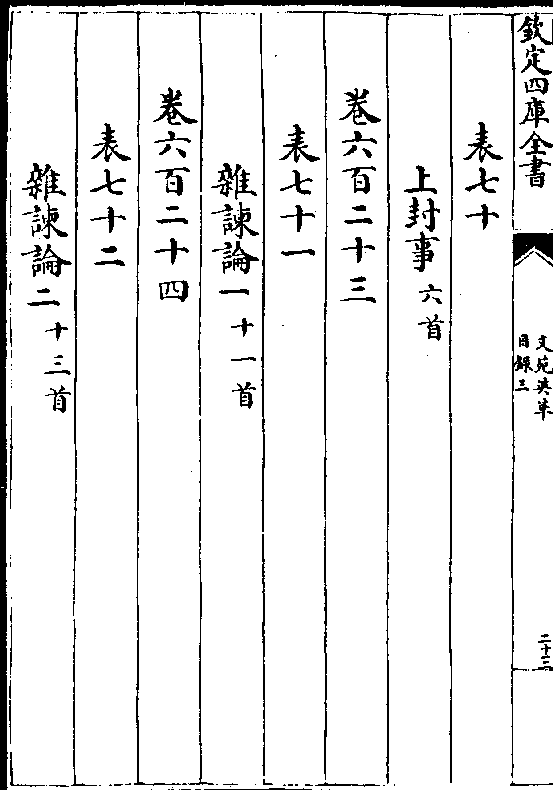 欽定四庫全書
文苑英華
目錄三
二十三
表七十
上封事六首
卷六百二十三
表七十一
雜諫論一十一首
卷六百二十四
表七十二
雜諫論二十三首